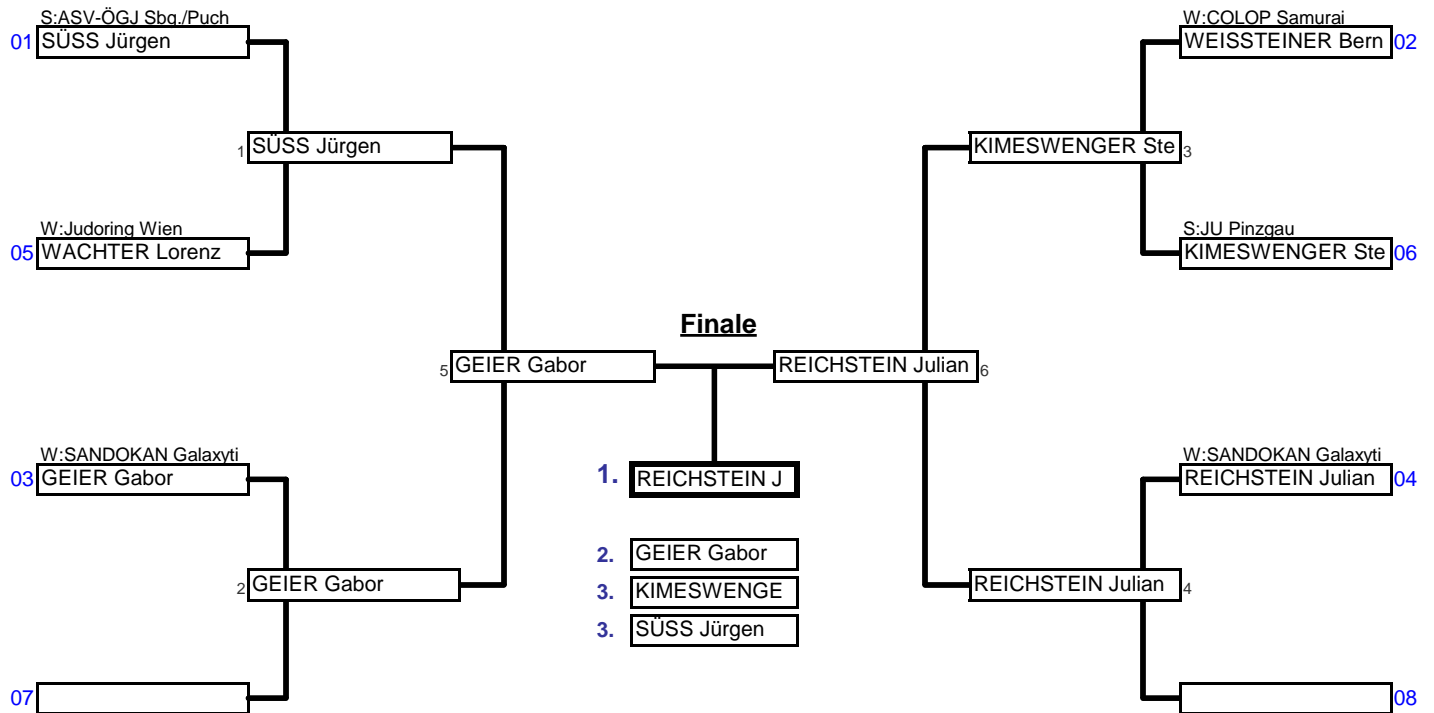 S:ASV-ÖGJ Sbg./Puch
01 SÜSS Jürgen
W:COLOP Samurai
WEISSTEINER Bern 02
1 SÜSS Jürgen
KIMESWENGER Ste 3
W:Judoring Wien
05 WACHTER Lorenz
S:JU Pinzgau
KIMESWENGER Ste 06
Finale
5 GEIER Gabor
REICHSTEIN Julian 6
W:SANDOKAN Galaxyti
03 GEIER Gabor
1. REICHSTEIN J
W:SANDOKAN Galaxyti
REICHSTEIN Julian 04
2. GEIER Gabor
3. KIMESWENGE
3. SÜSS Jürgen
2 GEIER Gabor
REICHSTEIN Julian 4
07
08